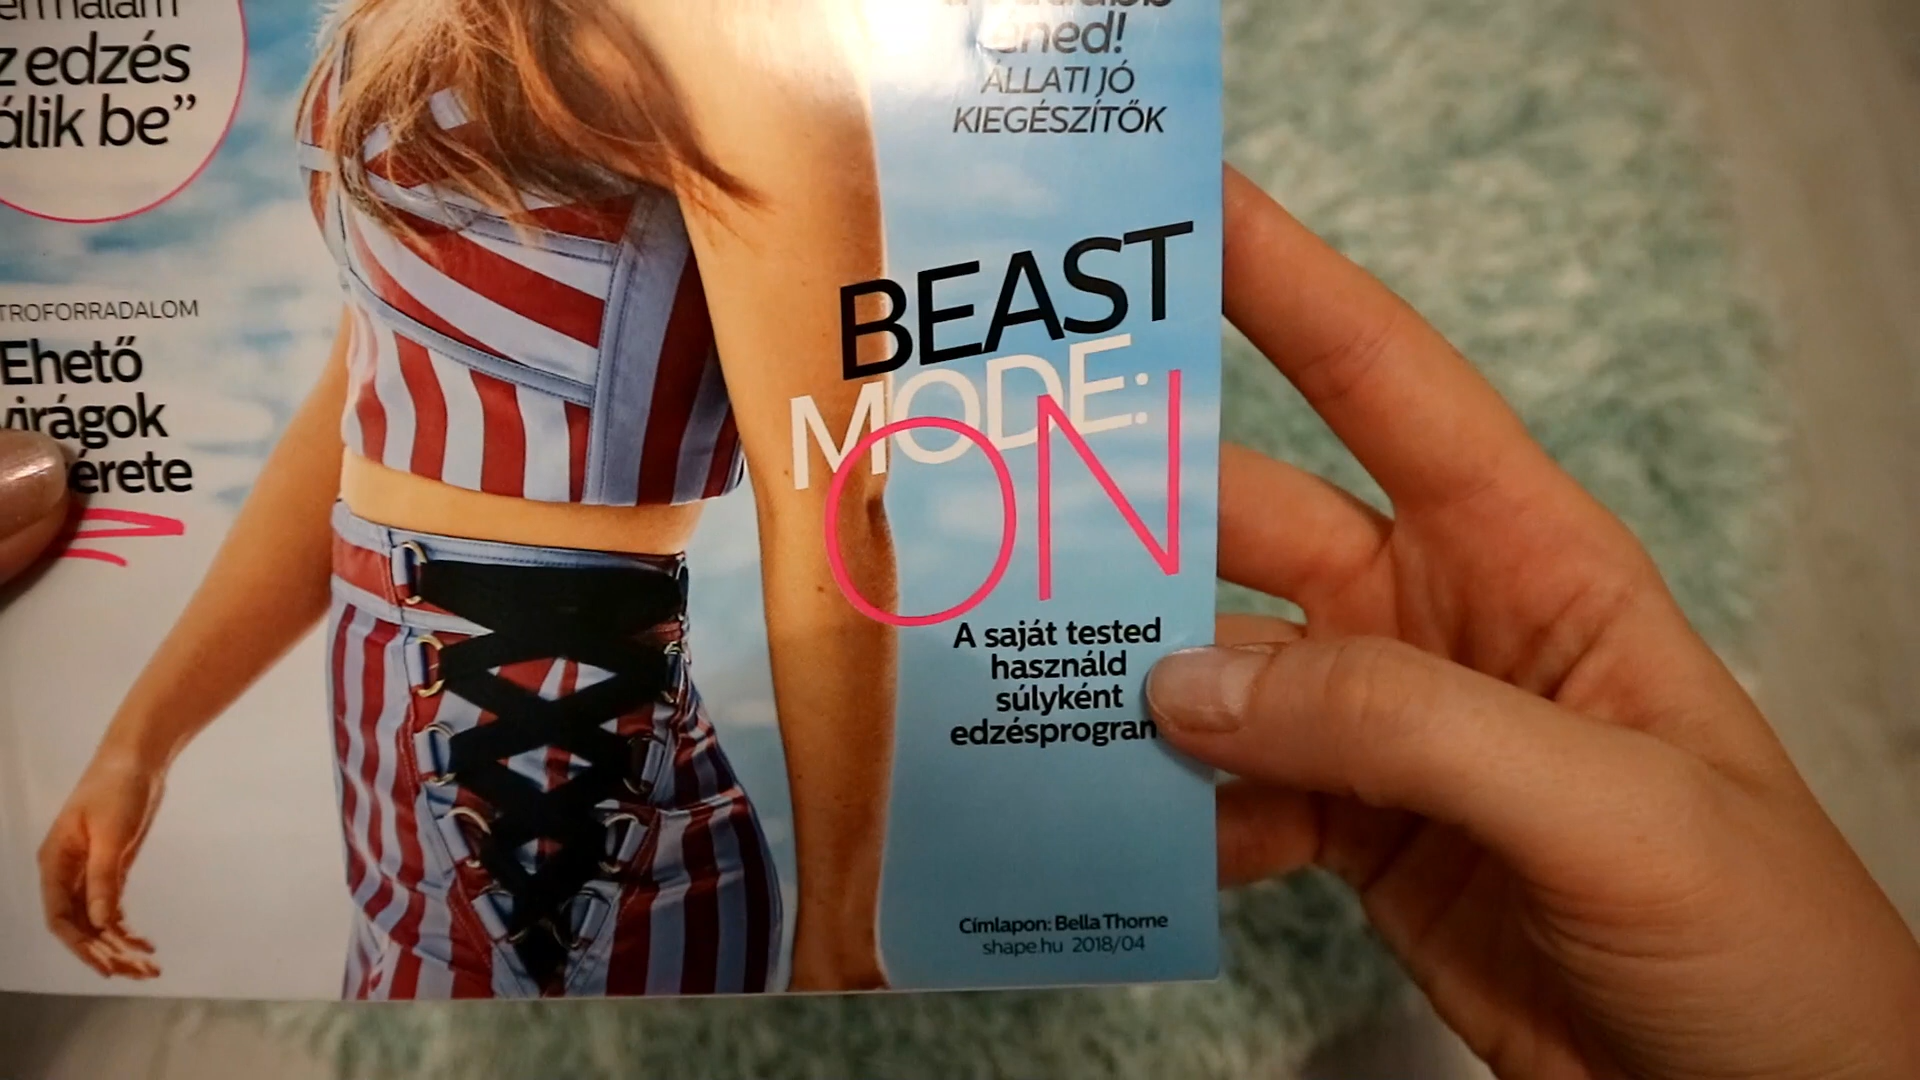 z edzés
álik be”
TROFORRADALOM
Ehető
virágok
éned!
ÁLLATI JÓ
KIEGÉSZÍTŐK
BEAST
MODE:
ON
A saját tested
használd
súlyként
Címlapon: Bella Thorne
shape.hu 2018/04